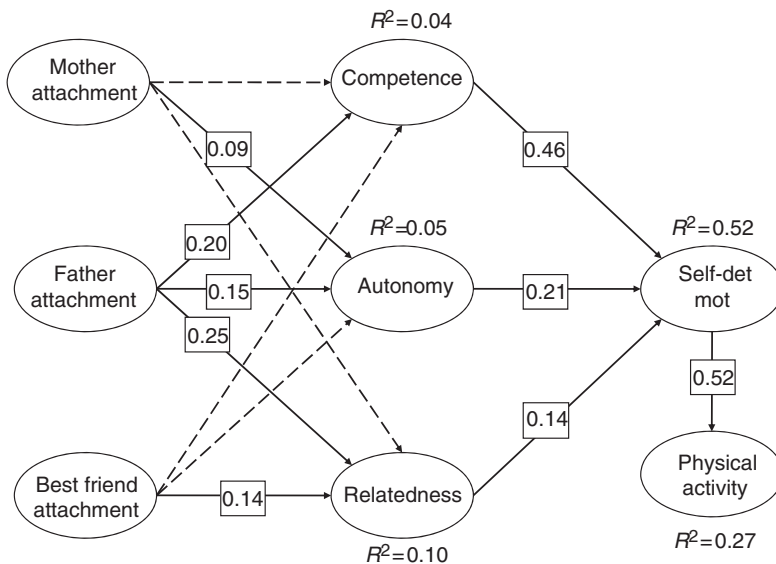 R²=0.04
Mother
attachment
Competence
0.09
0.46
0.20
R²=0.05
R²=0.52
Father
attachment
0.15
Autonomy
0.21
Self-det
mot
0.25
0.52
0.14
Best friend
attachment
0.14
Relatedness
Physical
activity
R²=0.10
R²=0.27